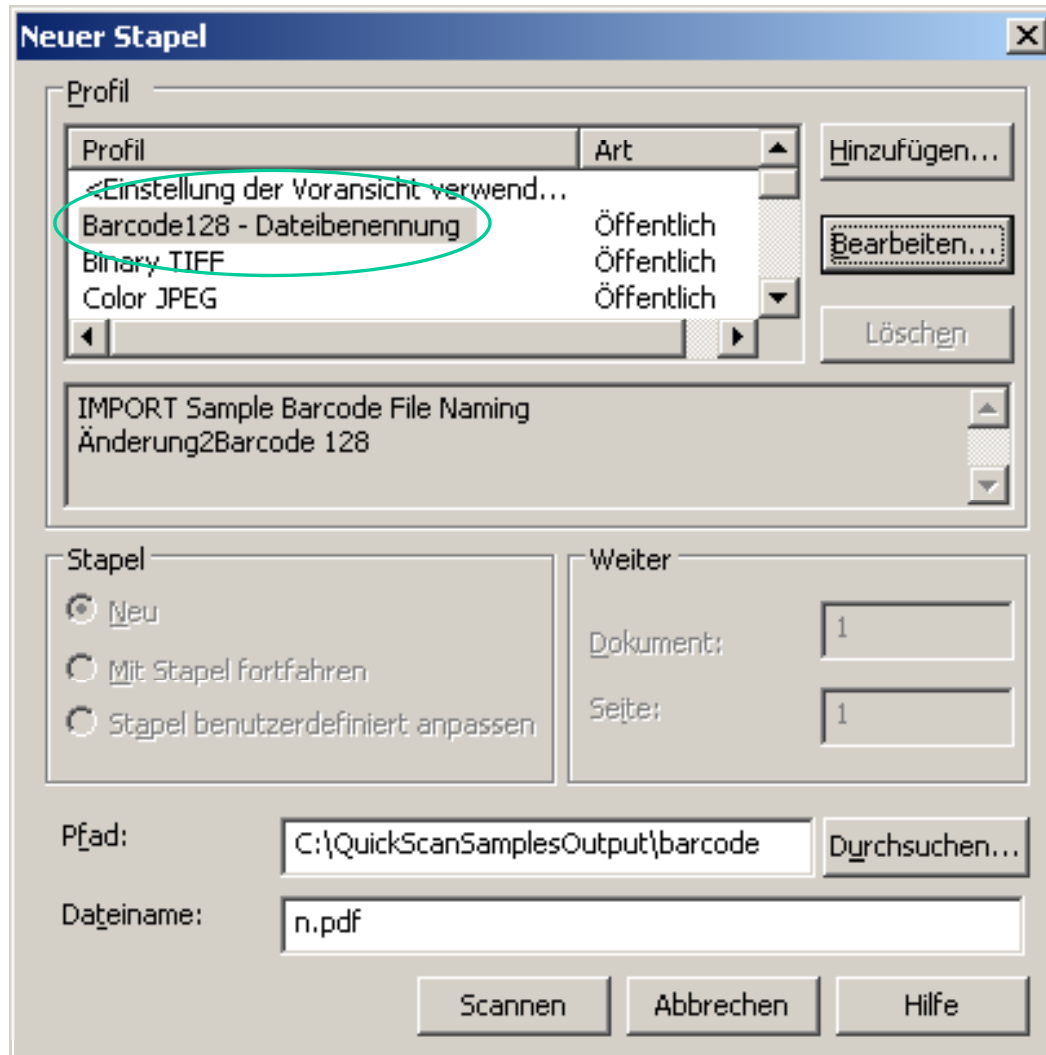 Neuer Stapel
Profil
Profil Art
Hinzufügen...
<Einstellung der Voransicht verwend...
Barcode128 - Dateibenennung Öffentlich
Bearbeiten...
Binary TIFF Öffentlich
Color JPEG Öffentlich
Löschen
IMPORT Sample Barcode File Naming
Änderung2Barcode 128
Stapel
Neu
Mit Stapel fortfahren
Stapel benutzerdefiniert anpassen
Weiter
Dokument: 1
Seite: 1
Pfad: C:\QuickScanSamplesOutput\barcode Durchsuchen...
Dateiname: n.pdf
Scannen Abbrechen Hilfe